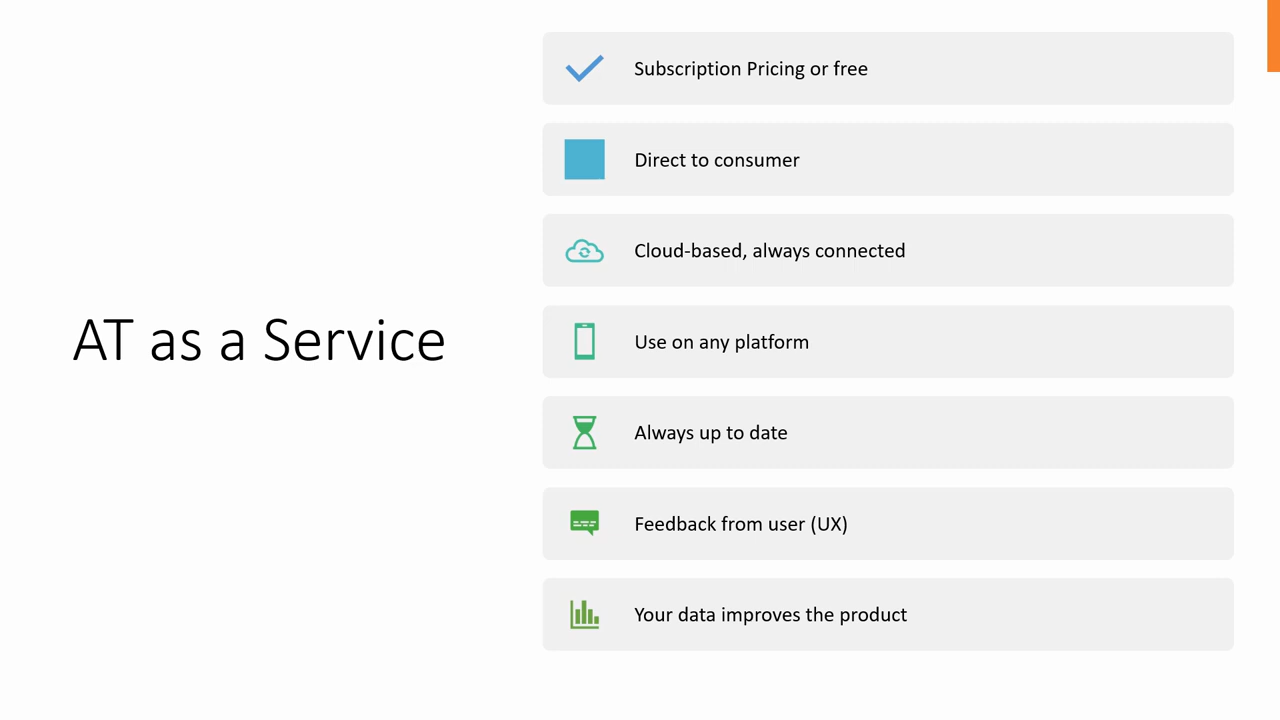 AT as a Service
Subscription Pricing or free
Direct to consumer
Cloud-based, always connected
Use on any platform
Always up to date
Feedback from user (UX)
Your data improves the product